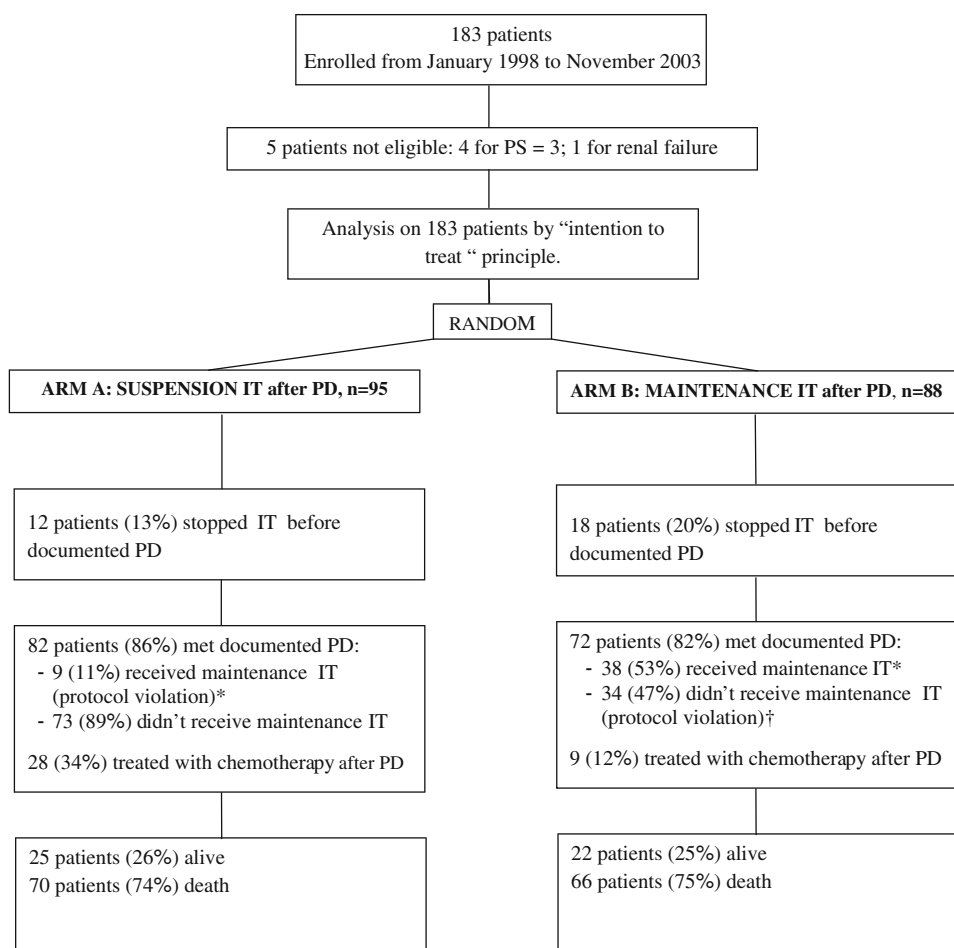 183 patients
Enrolled from January 1998 to November 2003
5 patients not eligible: 4 for PS = 3; 1 for renal failure
Analysis on 183 patients by “intention to
treat “ principle.
RANDOM
ARM A: SUSPENSION IT after PD, n=95
ARM B: MAINTENANCE IT after PD, n=88
12 patients (13%) stopped IT before
documented PD
18 patients (20%) stopped IT before
documented PD
82 patients (86%) met documented PD:
- 9 (11%) received maintenance IT
(protocol violation)*
- 73 (89%) didn’t receive maintenance IT
28 (34%) treated with chemotherapy after PD
72 patients (82%) met documented PD:
- 38 (53%) received maintenance IT*
- 34 (47%) didn’t receive maintenance IT
(protocol violation)†
9 (12%) treated with chemotherapy after PD
25 patients (26%) alive
70 patients (74%) death
22 patients (25%) alive
66 patients (75%) death